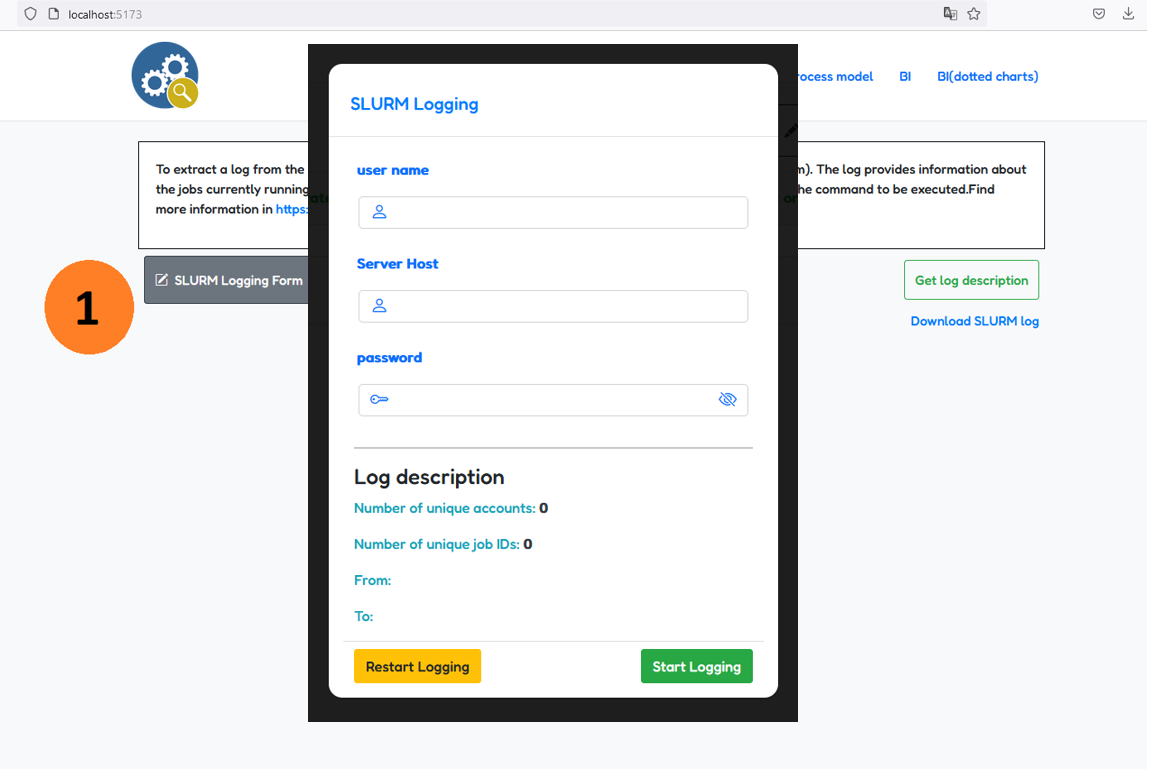 localhost:5173
rocess model BI BI(dotted charts)
SLURM Logging
To extract a log from the
m). The log provides information about
the jobs currently running
he command to be executed.Find
more information in https:
user name
Server Host
1
SLURM Logging Form
Get log description
Download SLURM log
password
Log description
Number of unique accounts: 0
Number of unique job IDs: 0
From:
To:
Restart Logging Start Logging